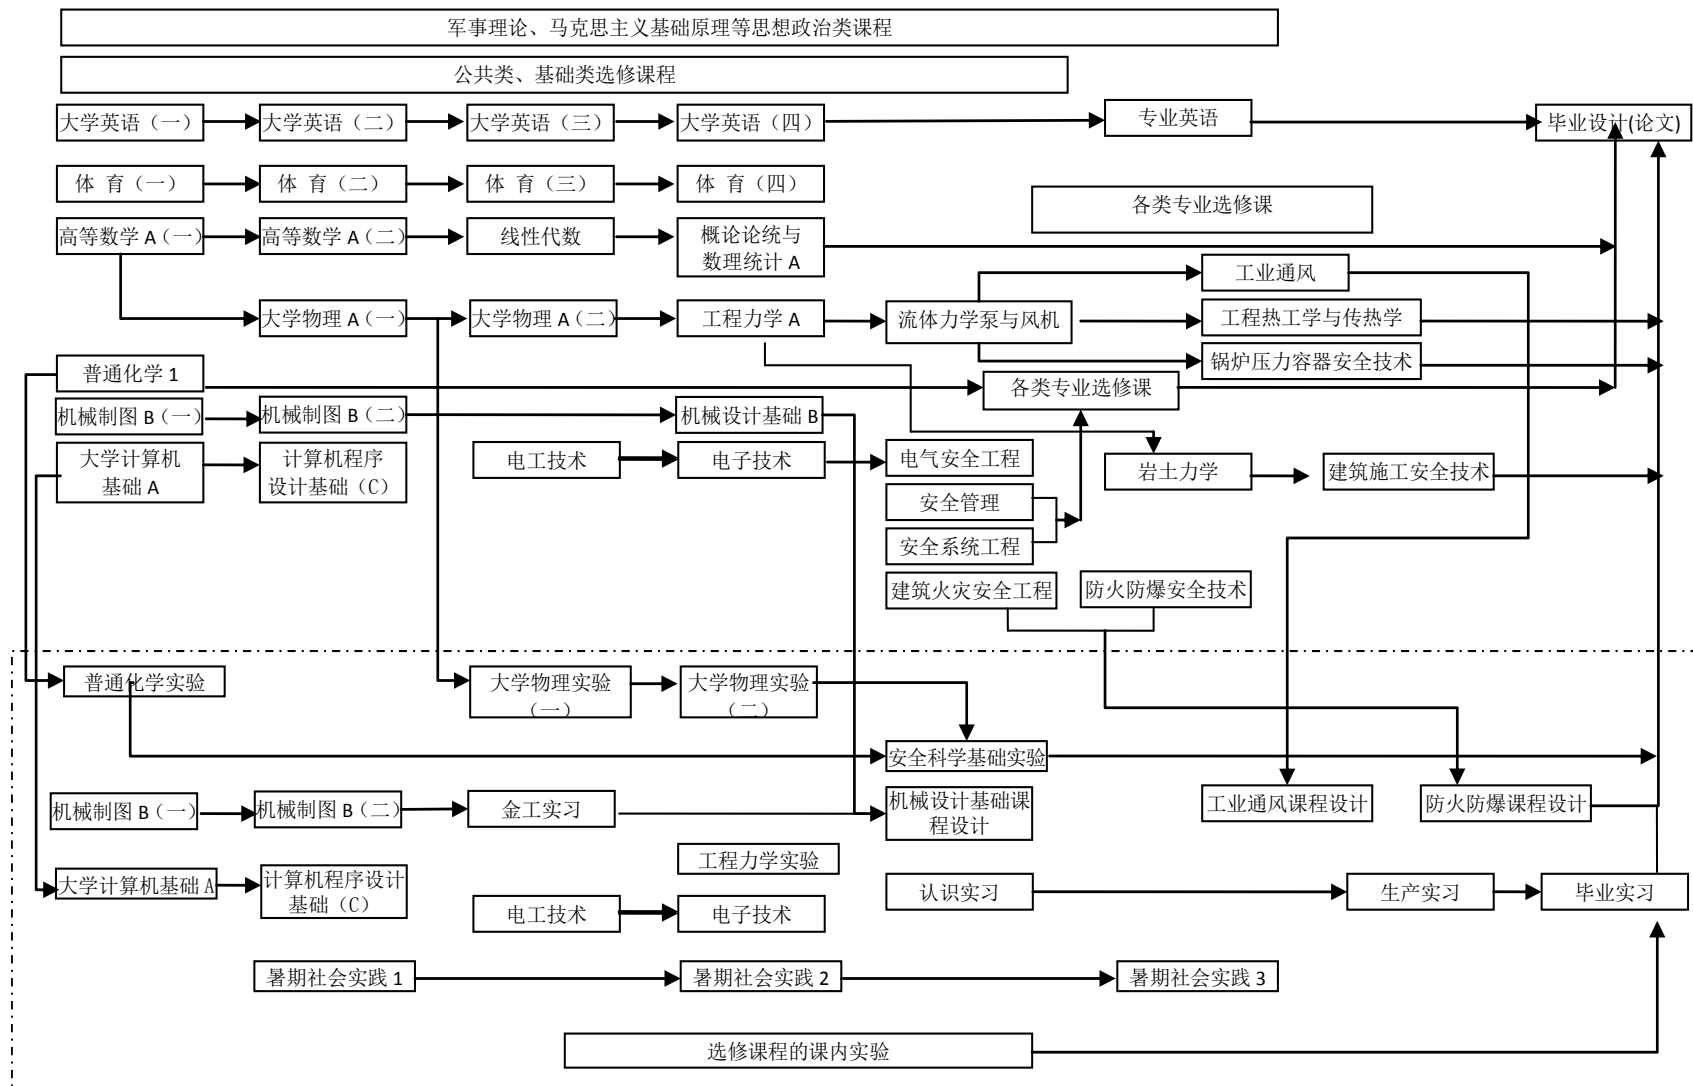 军事理论、马克思主义基础原理等思想政治类课程
公共类、基础类选修课程
大学英语（一）
大学英语（二）
大学英语（三）
大学英语（四）
专业英语
毕业设计(论文)
体 育（一）
体 育（二）
体 育（三）
体 育（四）
各类专业选修课
高等数学 A（一）
高等数学 A（二）
线性代数
概论论统与
数理统计 A
工业通风
大学物理 A（一）
大学物理 A（二）
工程力学 A
流体力学泵与风机
工程热工学与传热学
锅炉压力容器安全技术
普通化学 1
各类专业选修课
机械制图 B（一）
机械制图 B（二）
机械设计基础 B
大学计算机
基础 A
计算机程序
设计基础（C）
电工技术
电子技术
电气安全工程
岩土力学
建筑施工安全技术
安全管理
安全系统工程
建筑火灾安全工程
防火防爆安全技术
普通化学实验
大学物理实验
（一）
大学物理实验
（二）
安全科学基础实验
机械制图 B（一）
机械制图 B（二）
金工实习
机械设计基础课
程设计
工业通风课程设计
防火防爆课程设计
工程力学实验
大学计算机基础 A
计算机程序设计
基础（C）
认识实习
生产实习
毕业实习
电工技术
电子技术
暑期社会实践 1
暑期社会实践 2
暑期社会实践 3
选修课程的课内实验